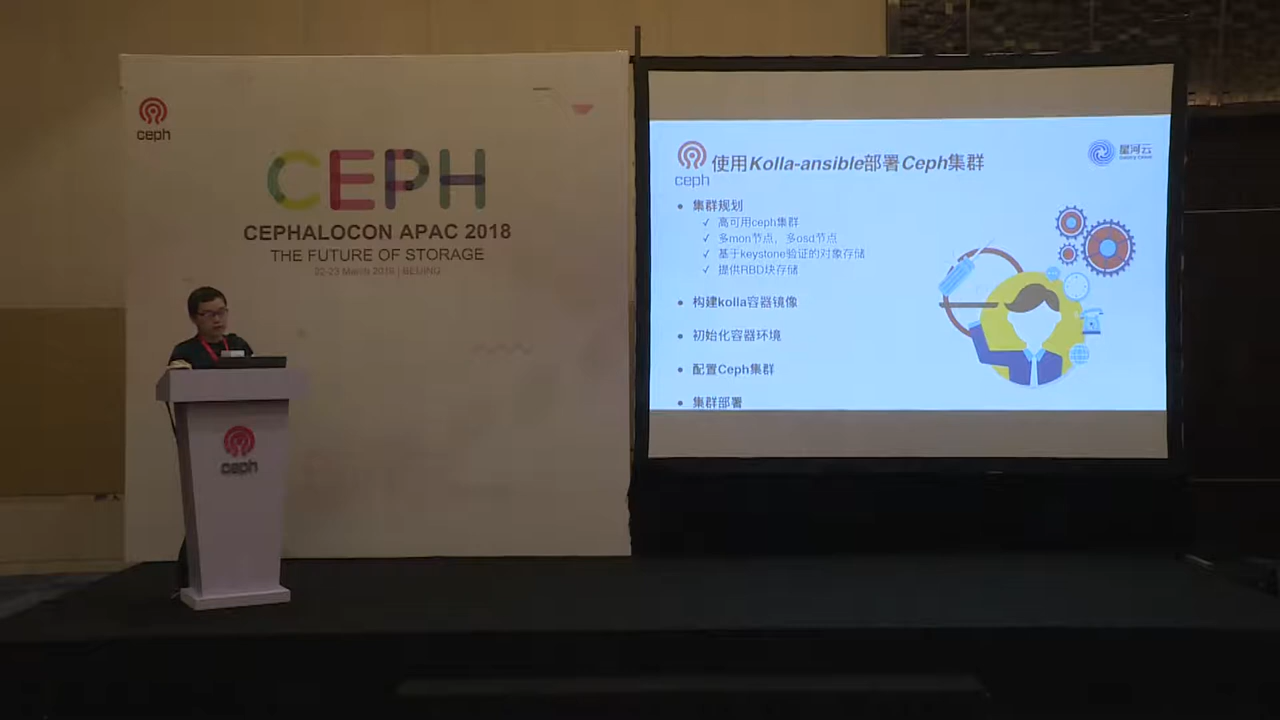 ceph
CEPH
CEPHALOCON APAC 2018
THE FUTURE OF STORAGE
22-23 March 2018 | BEIJING
ceph
ceph
使用Kolla-ansible部署Ceph集群
星河云
• 集群规划
✓ 高可用ceph集群
✓ 多mon节点，多osd节点
✓ 基于keystone验证的对象存储
✓ 提供RBD块存储
• 构建kolla容器镜像
• 初始化容器环境
• 配置Ceph集群
• 集群部署